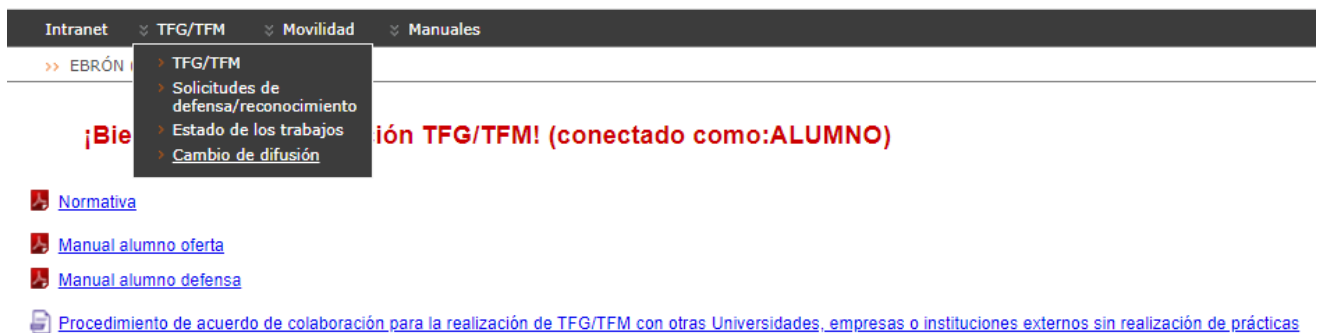 Intranet TFG/TFM Movilidad Manuales
>> EBRÓN
> TFG/TFM
> Solicitudes de
defensa/reconocimiento
> Estado de los trabajos
> Cambio de difusión
¡Bie ión TFG/TFM! (conectado como:ALUMNO)
Normativa
Manual alumno oferta
Manual alumno defensa
Procedimiento de acuerdo de colaboración para la realización de TFG/TFM con otras Universidades, empresas o instituciones externos sin realización de prácticas